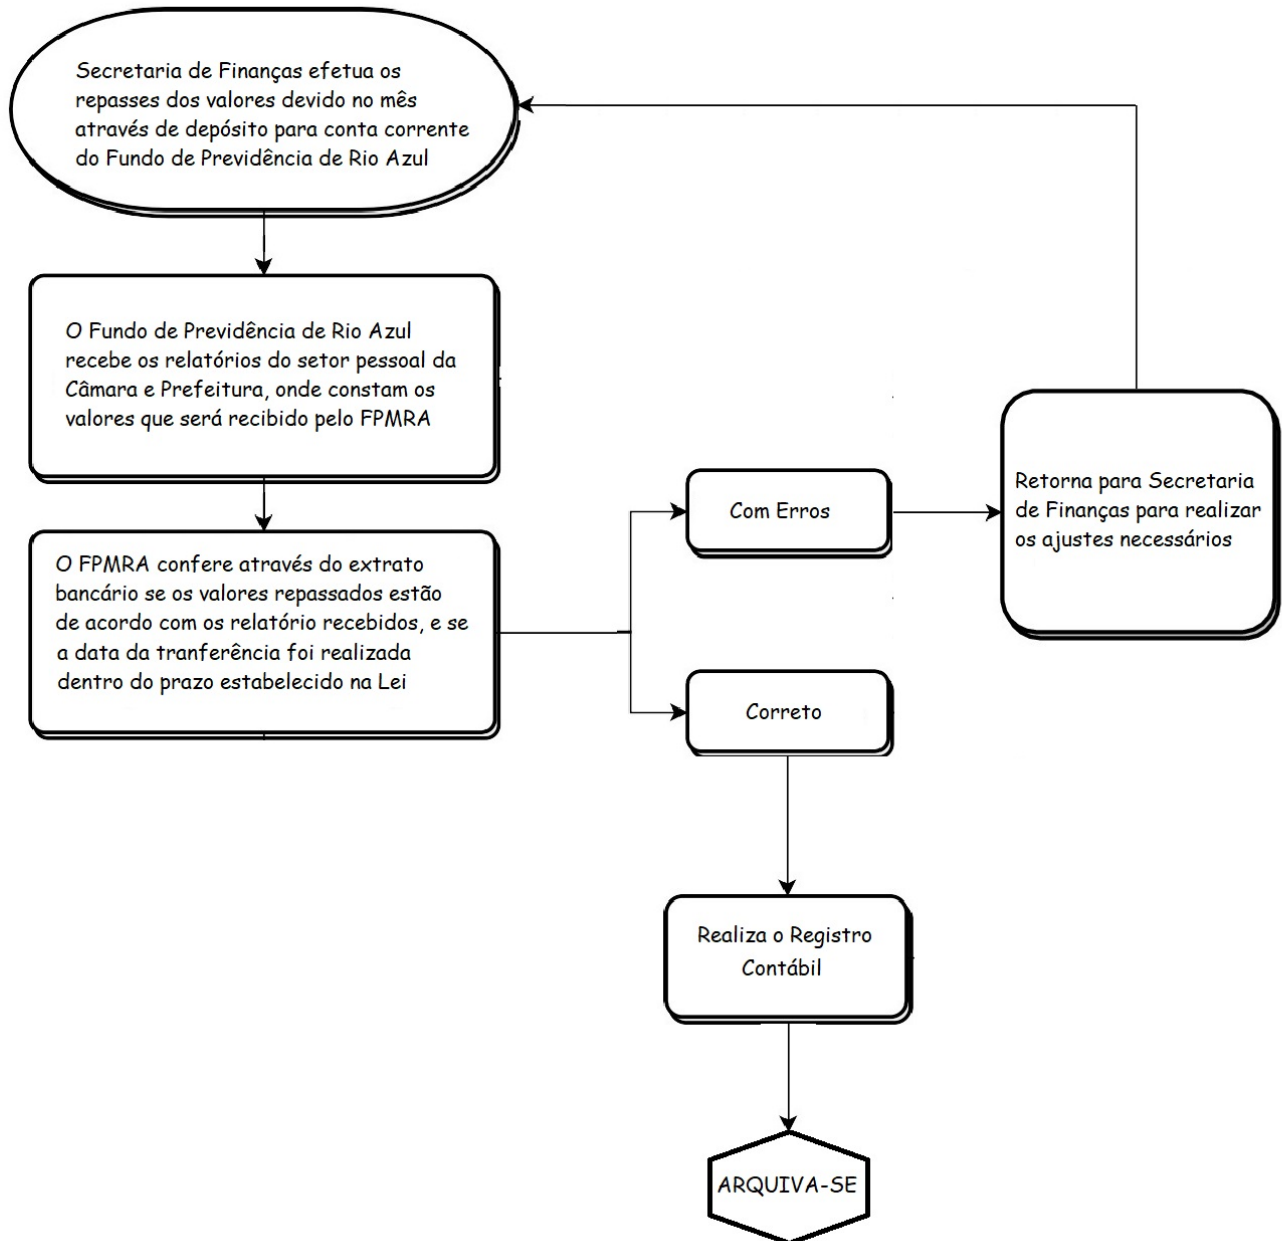 Secretaria de Finanças efetua os
repasses dos valores devido no mês
através de depósito para conta corrente
do Fundo de Previdência de Rio Azul
O Fundo de Previdência de Rio Azul
recebe os relatórios do setor pessoal da
Câmara e Prefeitura, onde constam os
valores que será recibido pelo FPMRA
O FPMRA confere através do extrato
bancário se os valores repassados estão
de acordo com os relatório recebidos, e se
a data da tranferência foi realizada
dentro do prazo estabelecido na Lei
Com Erros
Retorna para Secretaria
de Finanças para realizar
os ajustes necessários
Correto
Realiza o Registro
Contábil
ARQUIVA-SE